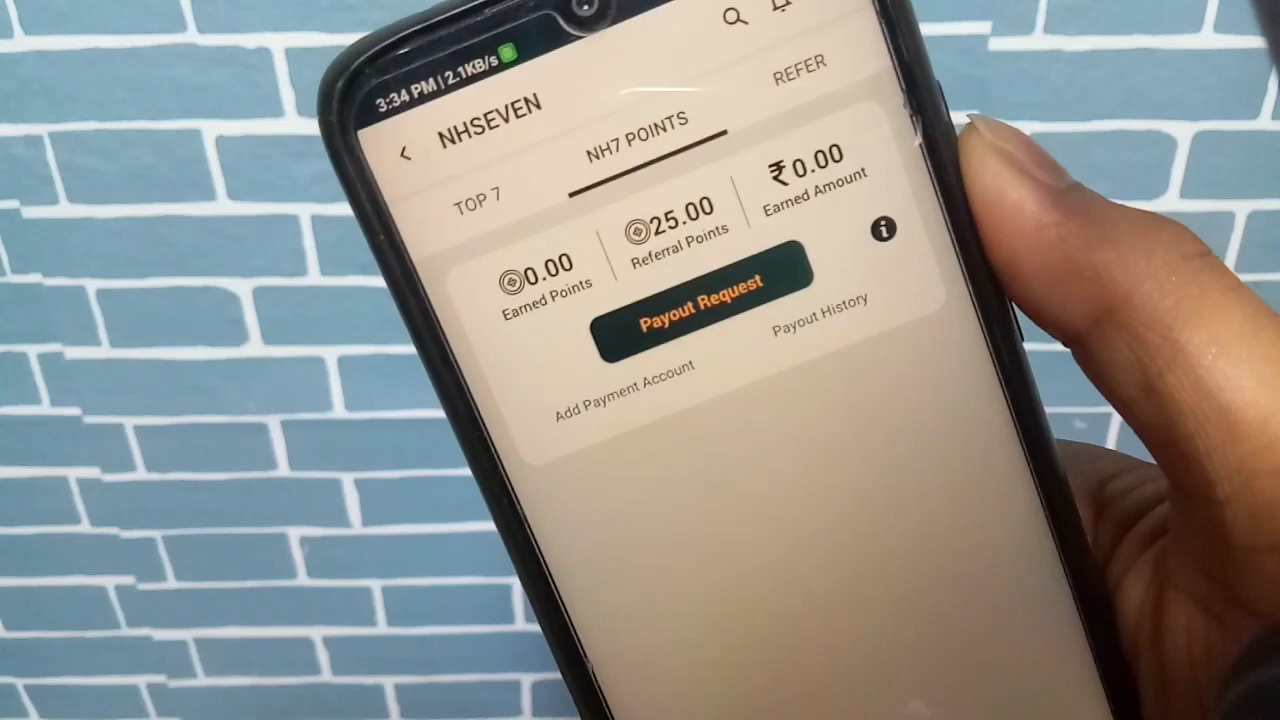 3:34 PM | 2.1KB/s
NHSEVEN
TOP 7
NH7 POINTS
REFER
0.00
Earned Points
25.00
Referral Points
₹0.00
Earned Amount
Payout Request
Add Payment Account
Payout History